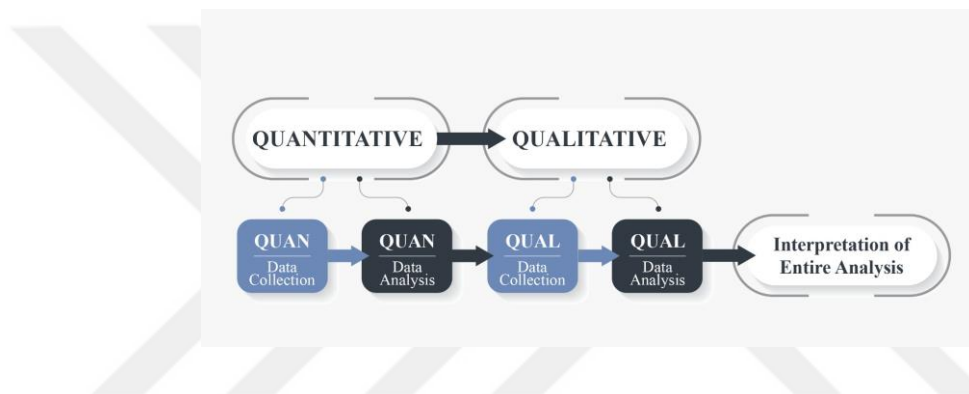 QUANTITATIVE
QUALITATIVE
QUAN
Data
Collection
QUAN
Data
Analysis
QUAL
Data
Collection
QUAL
Data
Analysis
Interpretation of
Entire Analysis